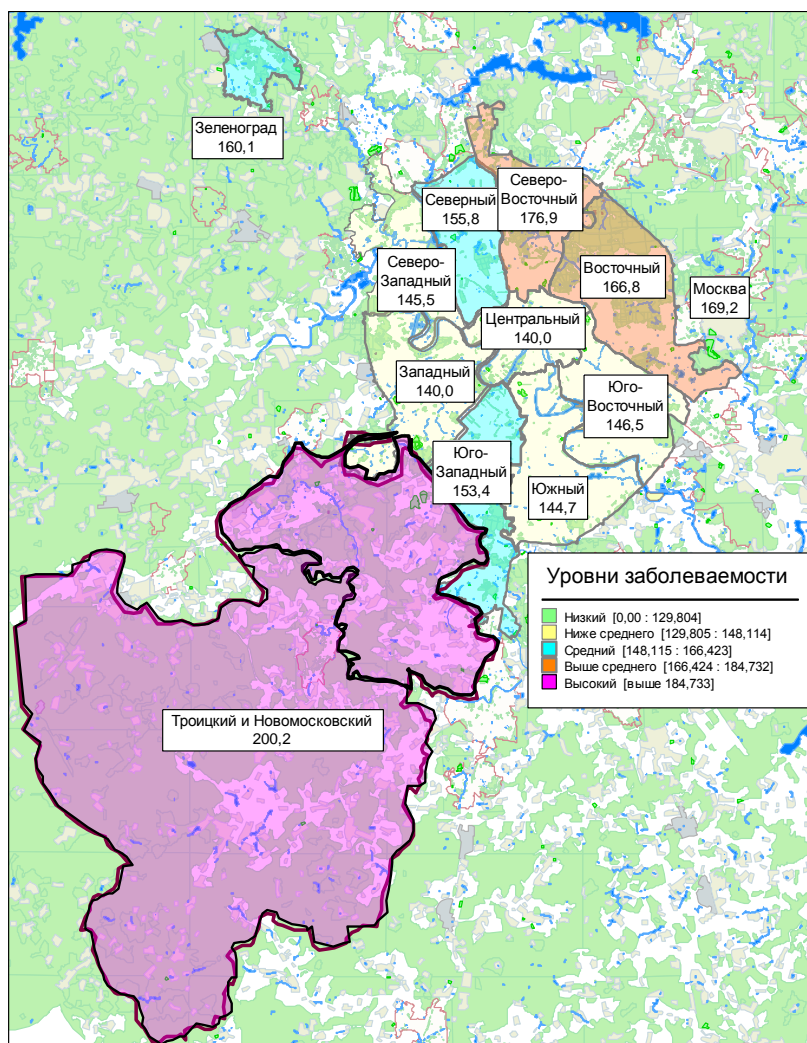 Зеленоград
160,1
Северный
155,8
Северо-
Восточный
176,9
Северо-
Западный
145,5
Восточный
166,8
Москва
169,2
Центральный
140,0
Западный
140,0
Юго-
Восточный
146,5
Юго-
Западный
153,4
Южный
144,7
Троицкий и Новомосковский
200,2
Уровни заболеваемости
Низкий [0,00 : 129,804]
Ниже среднего [129,805 : 148,114]
Средний [148,115 : 166,423]
Выше среднего [166,424 : 184,732]
Высокий [выше 184,733]